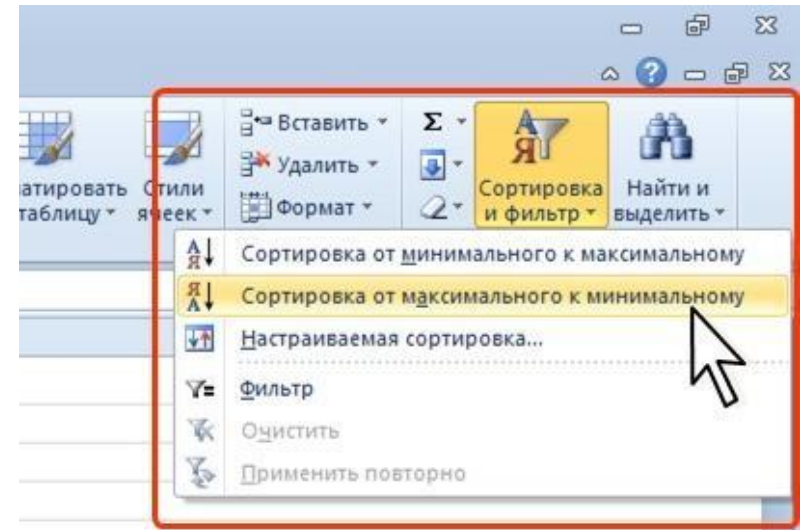 Вставить
Удалить
Формат
Σ
атировать
таблицу
Стили
ячеек
Сортировка
и фильтр
Найти и
выделить
Сортировка от минимального к максимальному
Сортировка от максимального к минимальному
Настраиваемая сортировка...
Фильтр
Очистить
Применить повторно